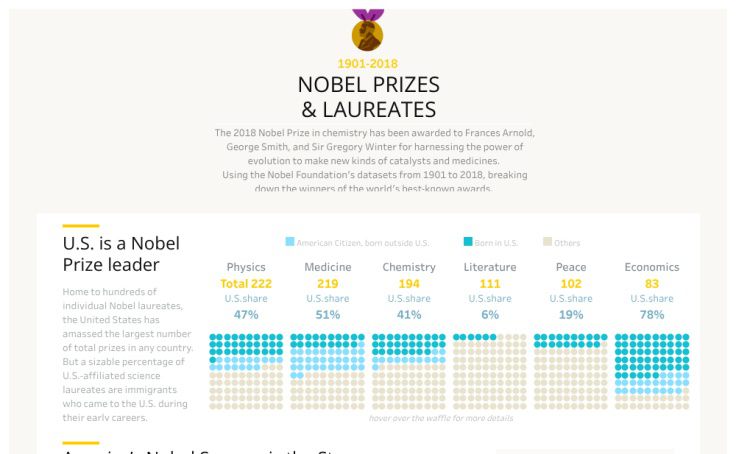 1901-2018
NOBEL PRIZES
& LAUREATES
The 2018 Nobel Prize in chemistry has been awarded to Frances Arnold,
George Smith, and Sir Gregory Winter for harnessing the power of
evolution to make new kinds of catalysts and medicines.
Using the Nobel Foundation's datasets from 1901 to 2018, breaking
down the winners of the world's best-known awards.
U.S. is a Nobel
Prize leader
Home to hundreds of
individual Nobel laureates,
the United States has
amassed the largest number
of total prizes in any country.
But a sizable percentage of
U.S.-affiliated science
laureates are immigrants
who came to the U.S. during
their early careers.
American Citizen, born outside U.S. Born in U.S. Others
Physics Medicine Chemistry Literature Peace Economics
Total 222 219 194 111 102 83
U.S.share U.S.share U.S.share U.S.share U.S.share U.S.share
47% 51% 41% 6% 19% 78%
hover over the waffle for more details